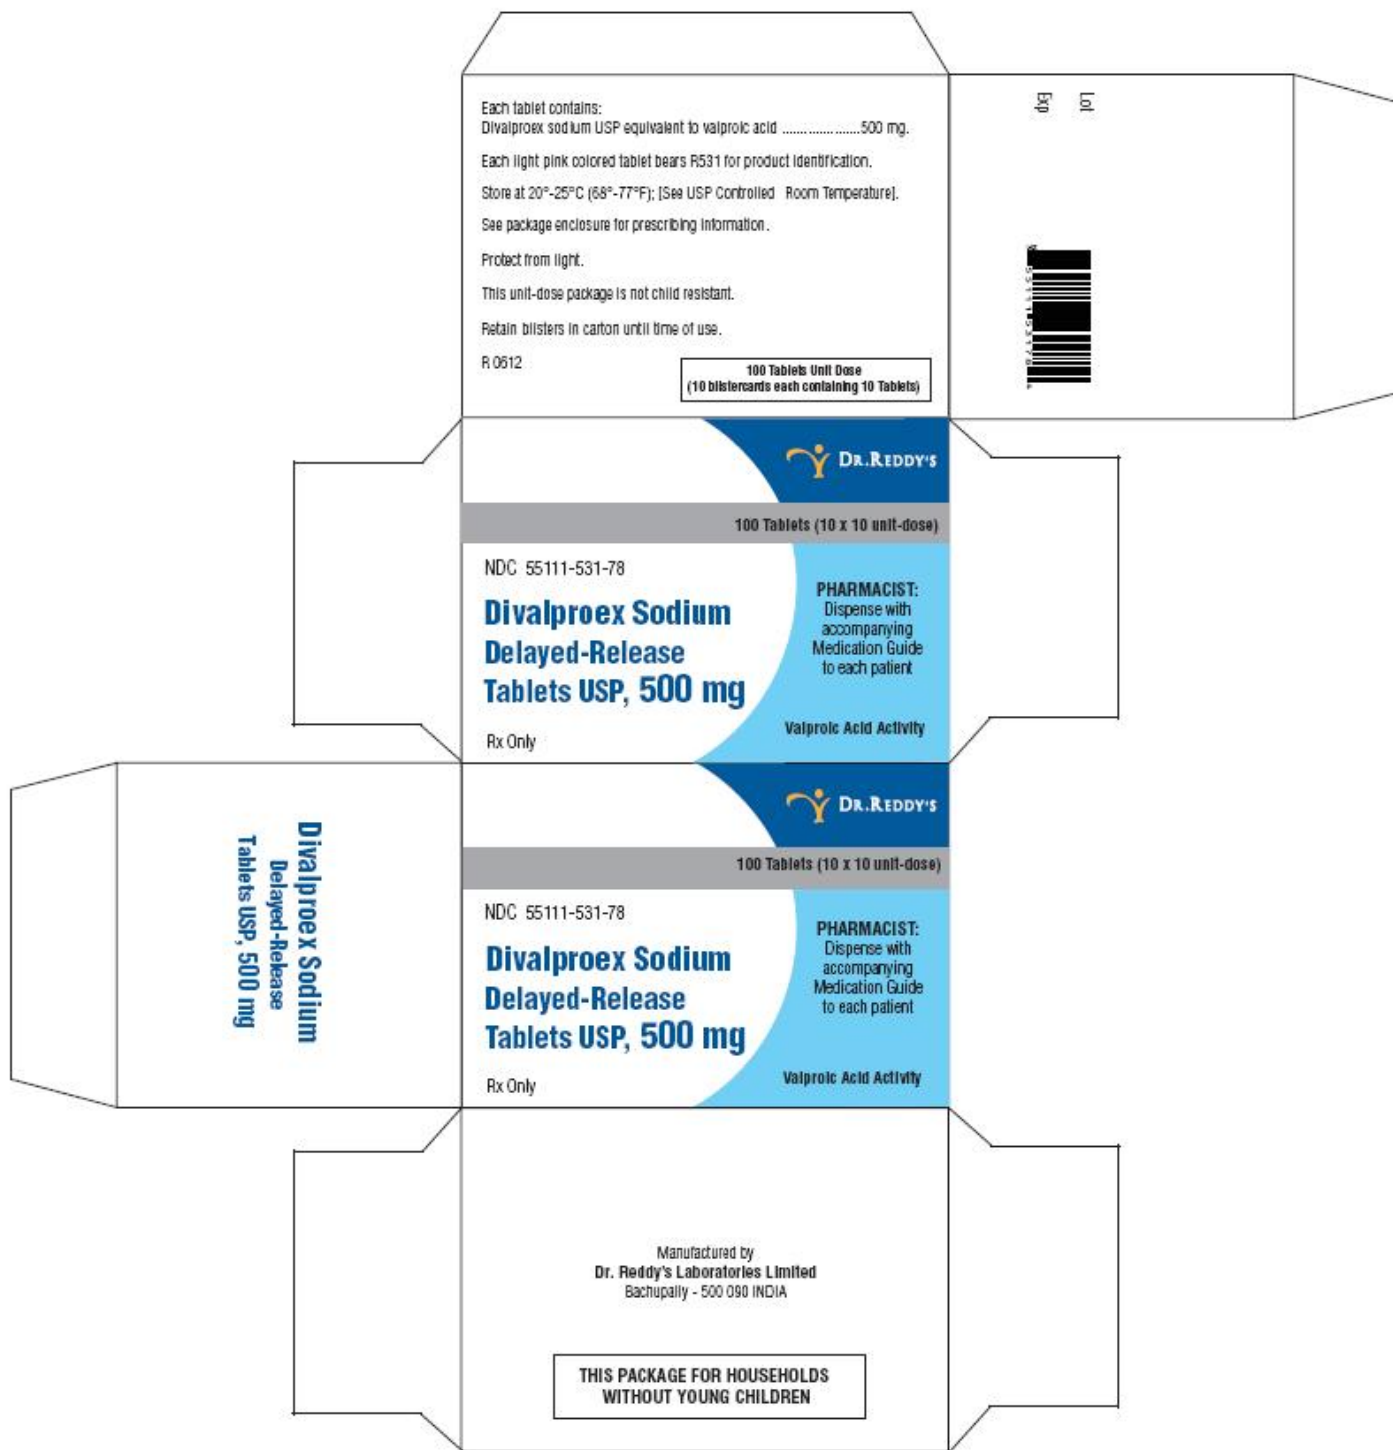 Each tablet contains:
Divalproex sodium USP equivalent to valproic acid .....................500 mg.
Each light pink colored tablet bears R531 for product identification.
Store at 20°-25°C (68°-77°F); [See USP Controlled Room Temperature].
See package enclosure for prescribing information.
Protect from light.
This unit-dose package is not child resistant.
Retain blisters in carton until time of use.
R 0612
100 Tablets Unit Dose
(10 blistercards each containing 10 Tablets)
Lot
Exp
DR.REDDY'S
100 Tablets (10 x 10 unit-dose)
NDC 55111-531-78
Divalproex Sodium
Delayed-Release
Tablets USP, 500 mg
Rx Only
PHARMACIST:
Dispense with
accompanying
Medication Guide
to each patient
Valproic Acid Activity
Divalproex Sodium
Delayed-Release
Tablets USP, 500 mg
DR.REDDY'S
100 Tablets (10 x 10 unit-dose)
NDC 55111-531-78
Divalproex Sodium
Delayed-Release
Tablets USP, 500 mg
Rx Only
PHARMACIST:
Dispense with
accompanying
Medication Guide
to each patient
Valproic Acid Activity
Manufactured by
Dr. Reddy's Laboratories Limited
Bachupally - 500 090 INDIA
THIS PACKAGE FOR HOUSEHOLDS
WITHOUT YOUNG CHILDREN